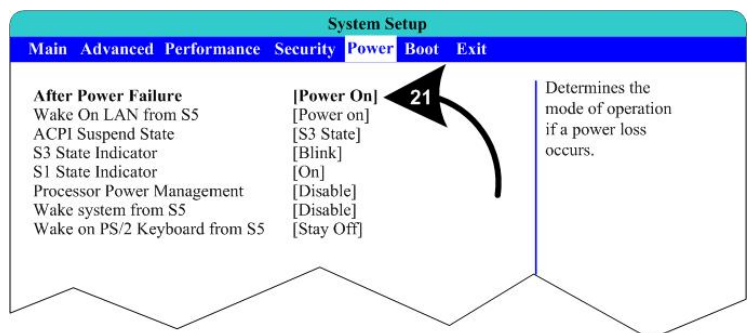 System Setup
Main Advanced Performance Security Power Boot Exit
After Power Failure [Power On]
Wake On LAN from S5 [Power on]
ACPI Suspend State [S3 State]
S3 State Indicator [Blink]
S1 State Indicator [On]
Processor Power Management [Disable]
Wake system from S5 [Disable]
Wake on PS/2 Keyboard from S5 [Stay Off]
21
Determines the
mode of operation
if a power loss
occurs.